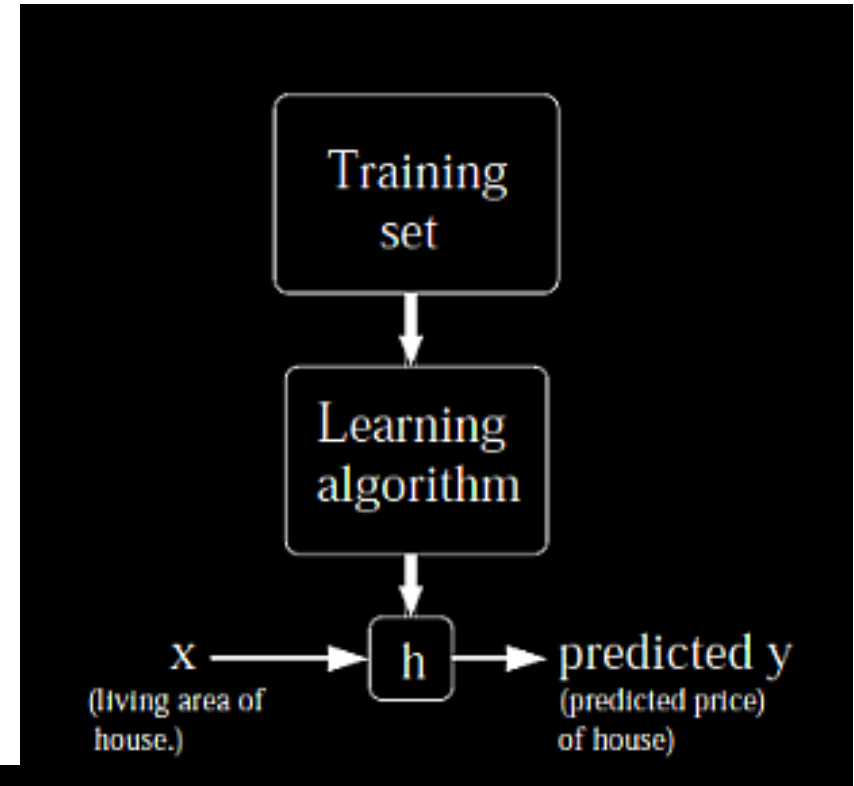 Training
set
Learning
algorithm
x
h
predicted y
(living area of
house.)
(predicted price)
of house)